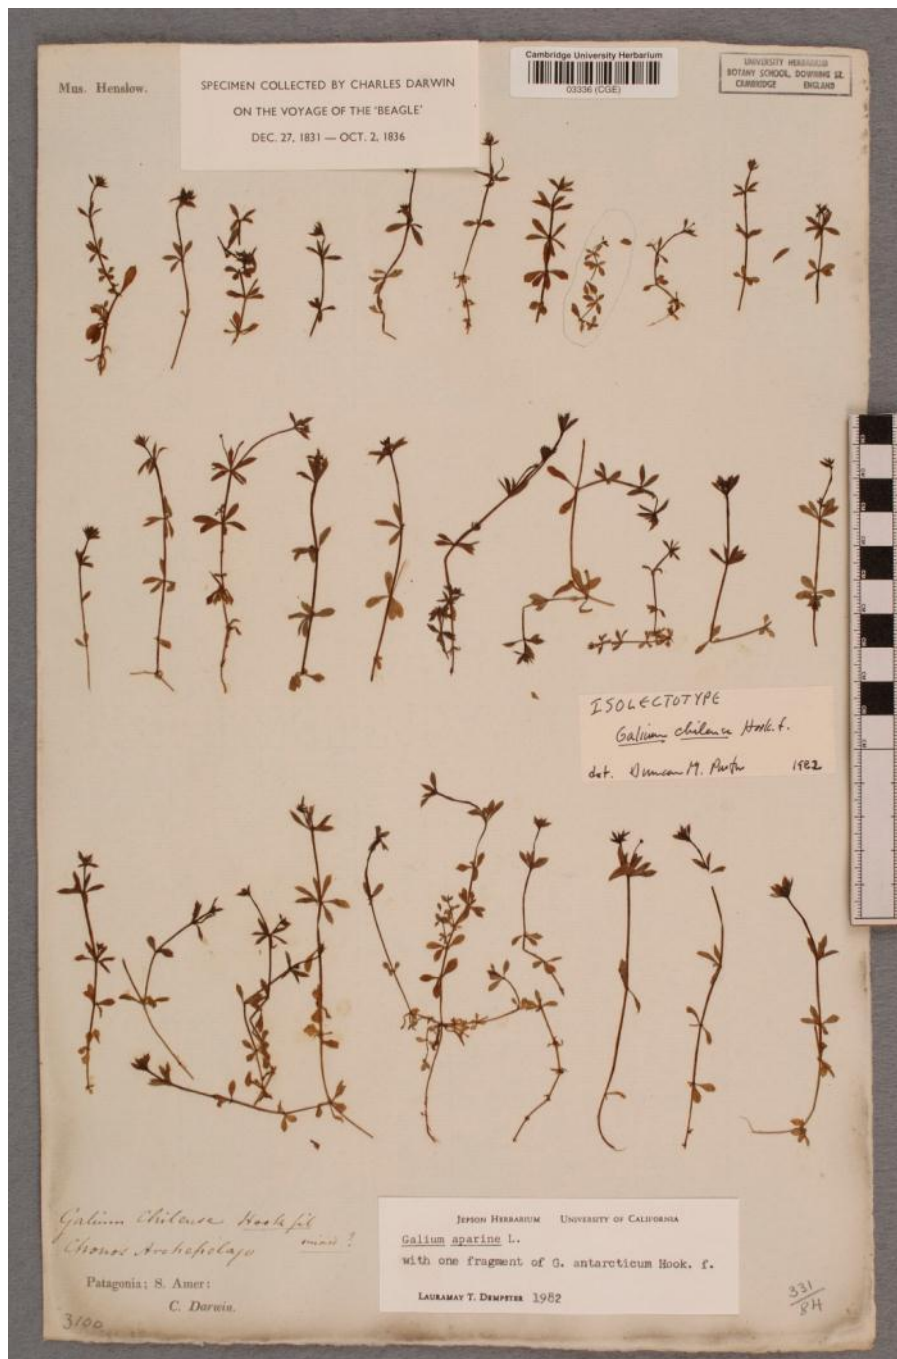 Mus. Henslow.
SPECIMEN COLLECTED BY CHARLES DARWIN
ON THE VOYAGE OF THE 'BEAGLE'
DEC. 27, 1831 — OCT. 2, 1836
Cambridge University Herbarium
03336 (CGE)
UNIVERSITY HERBARIUM
BOTANY SCHOOL, DOWNING ST.
CAMBRIDGE ENGLAND
ISOLECTOTYPE
Galium chilense Hook. f.
det. Duncan M. Porter 1982
Galium Chilense Hook fil
minus ?
Chonos Archipelago
Patagonia; S. Amer:
C. Darwin.
3100
JEPSON HERBARIUM UNIVERSITY OF CALIFORNIA
Galium aparine L.
with one fragment of G. antarcticum Hook. f.
LAURAMAY T. DEMPSTER 1982
331
84